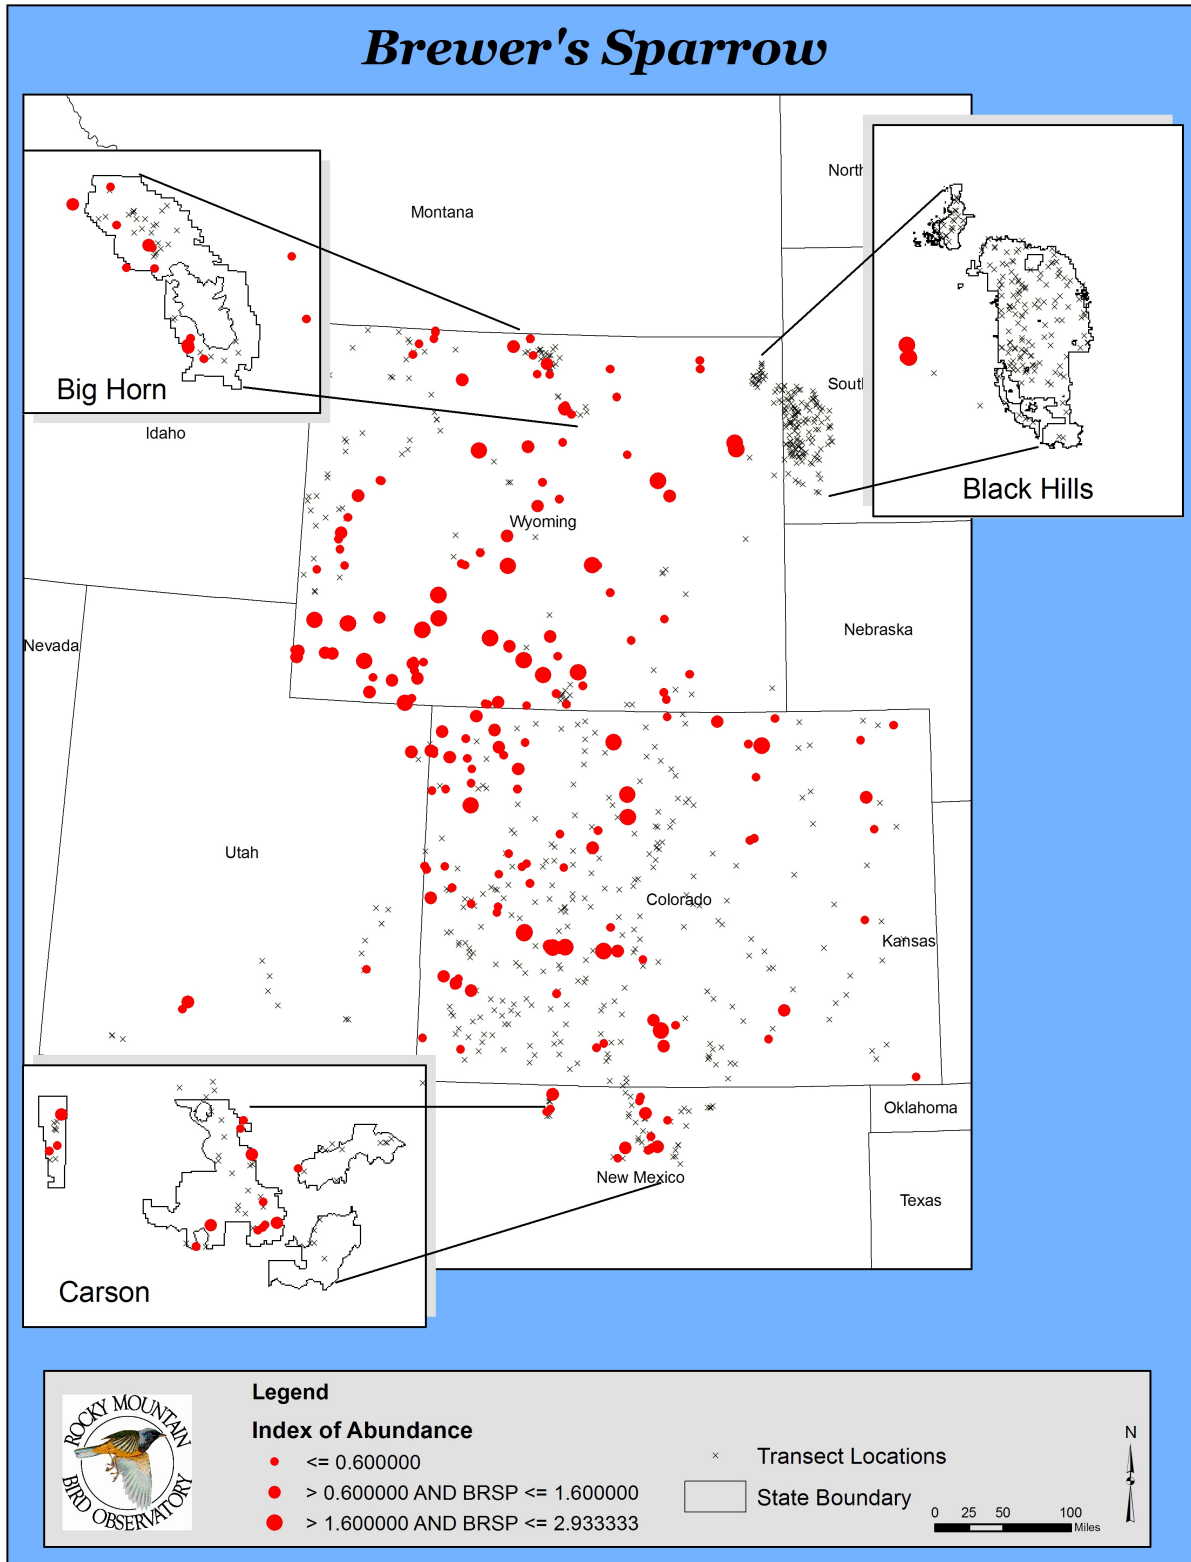 Brewer's Sparrow
North
Montana
South
Big Horn
Idaho
Black Hills
Wyoming
Nebraska
Nevada
Utah
Colorado
Kansas
Oklahoma
New Mexico
Texas
Carson
Legend
Index of Abundance
<= 0.600000
> 0.600000 AND BRSP <= 1.600000
> 1.600000 AND BRSP <= 2.933333
Transect Locations
State Boundary
N
0 25 50 100
Miles
ROCKY MOUNTAIN
BIRD OBSERVATORY